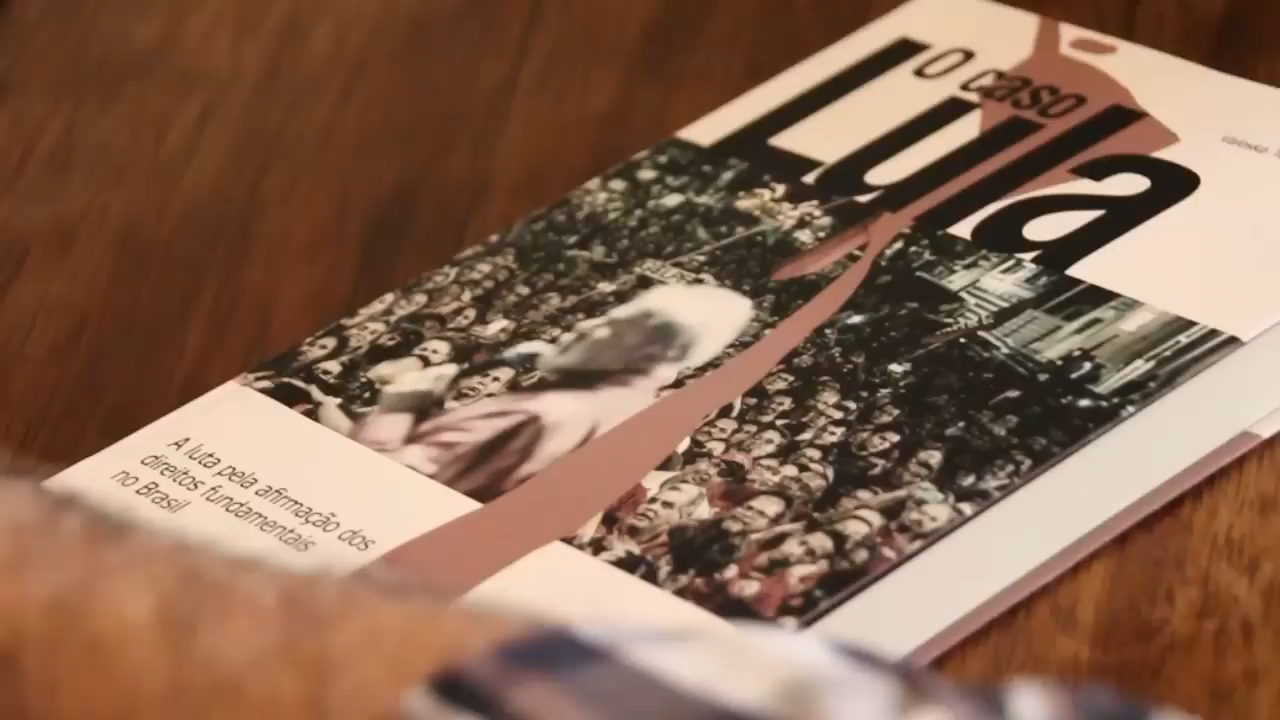 O caso
Lula
A luta pela afirmação dos
direitos fundamentais
no Brasil